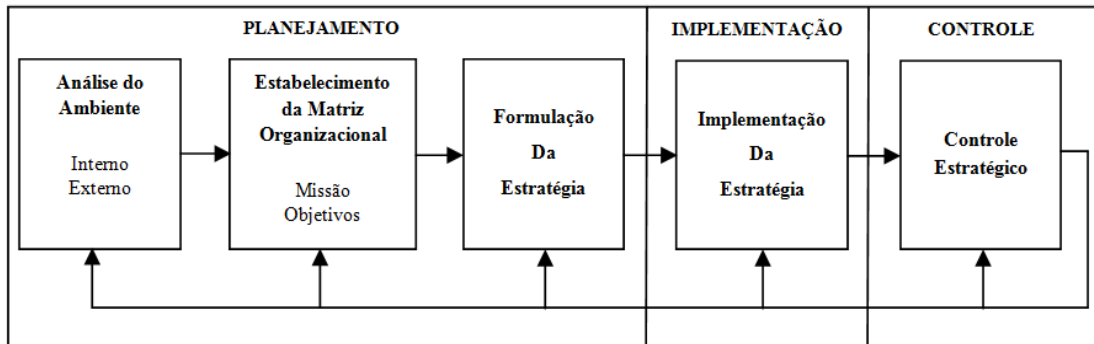 PLANEJAMENTO
IMPLEMENTAÇÃO
CONTROLE
Análise do
Ambiente
Interno
Externo
Estabelecimento
da Matriz
Organizacional
Missão
Objetivos
Formulação
Da
Estratégia
Implementação
Da
Estratégia
Controle
Estratégico